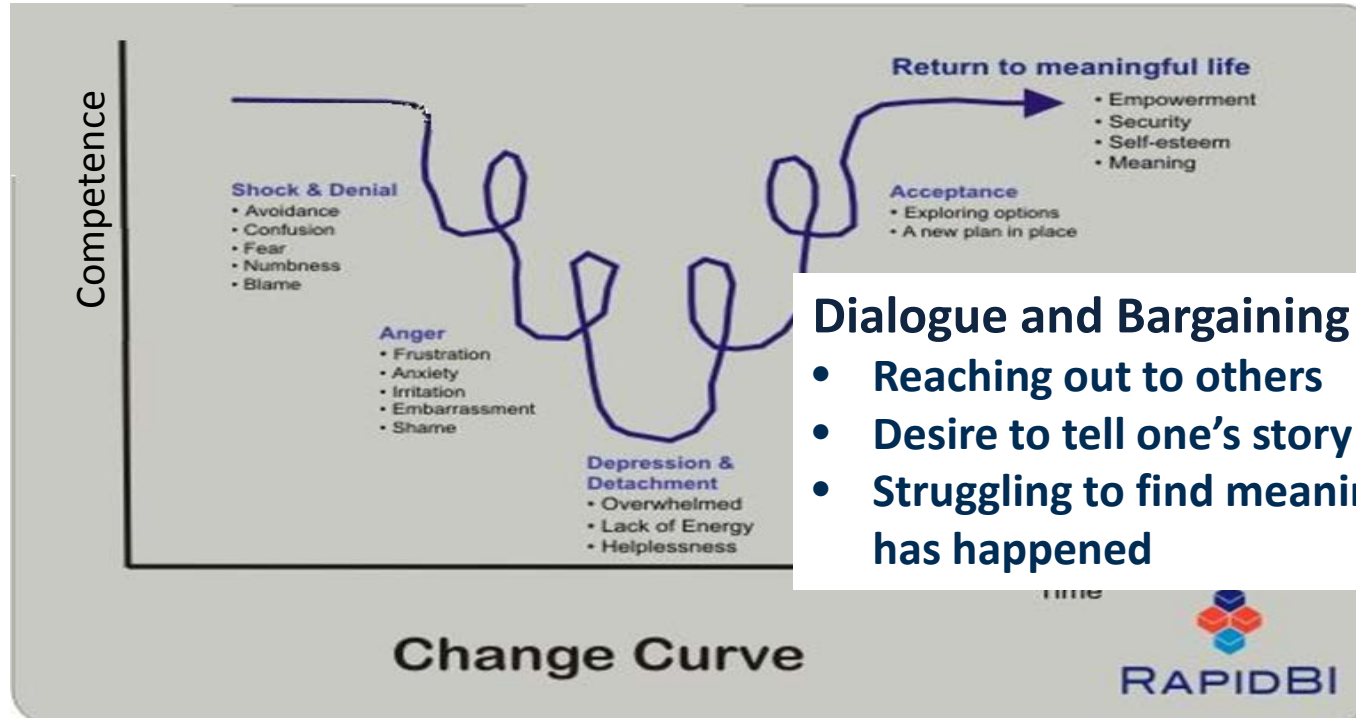 Competence
Return to meaningful life
• Empowerment
• Security
• Self-esteem
• Meaning
Shock & Denial
• Avoidance
• Confusion
• Fear
• Numbness
• Blame
Acceptance
• Exploring options
• A new plan in place
Anger
• Frustration
• Anxiety
• Irritation
• Embarrassment
• Shame
Dialogue and Bargaining
• Reaching out to others
• Desire to tell one’s story
• Struggling to find
has happened
Depression &
Detachment
• Overwhelmed
• Lack of Energy
• Helplessness
Time
Change Curve
RAPIDBI